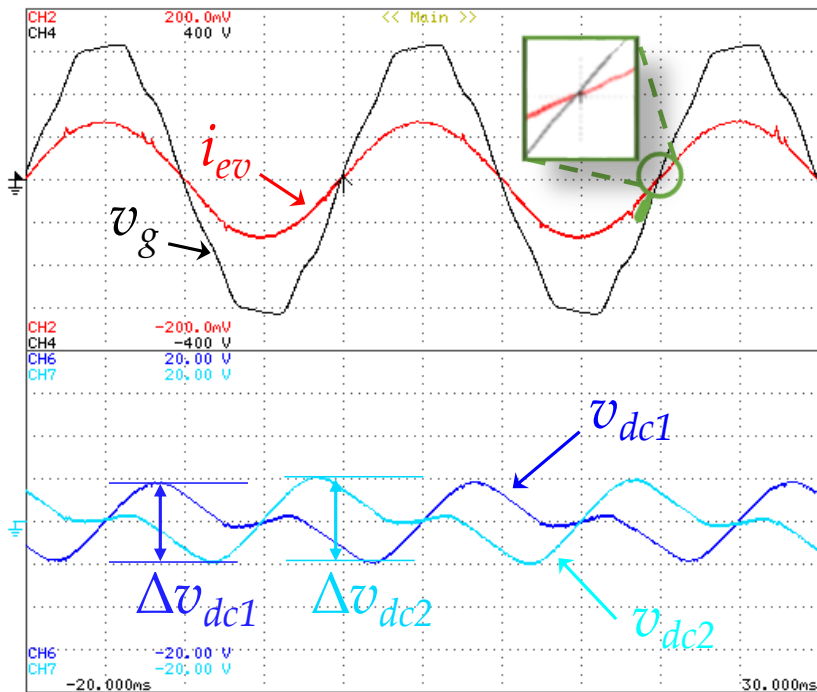 CH2 200.0mV << Main >>
CH4 400 V
i_ev
v_g
CH2 -200.0mV
CH4 -400 V
CH6 20.00 V
CH7 20.00 V
v_dc1
Δv_dc1 Δv_dc2
v_dc2
CH6 -20.00 V
CH7 -20.00 V
-20.000ms 30.000ms